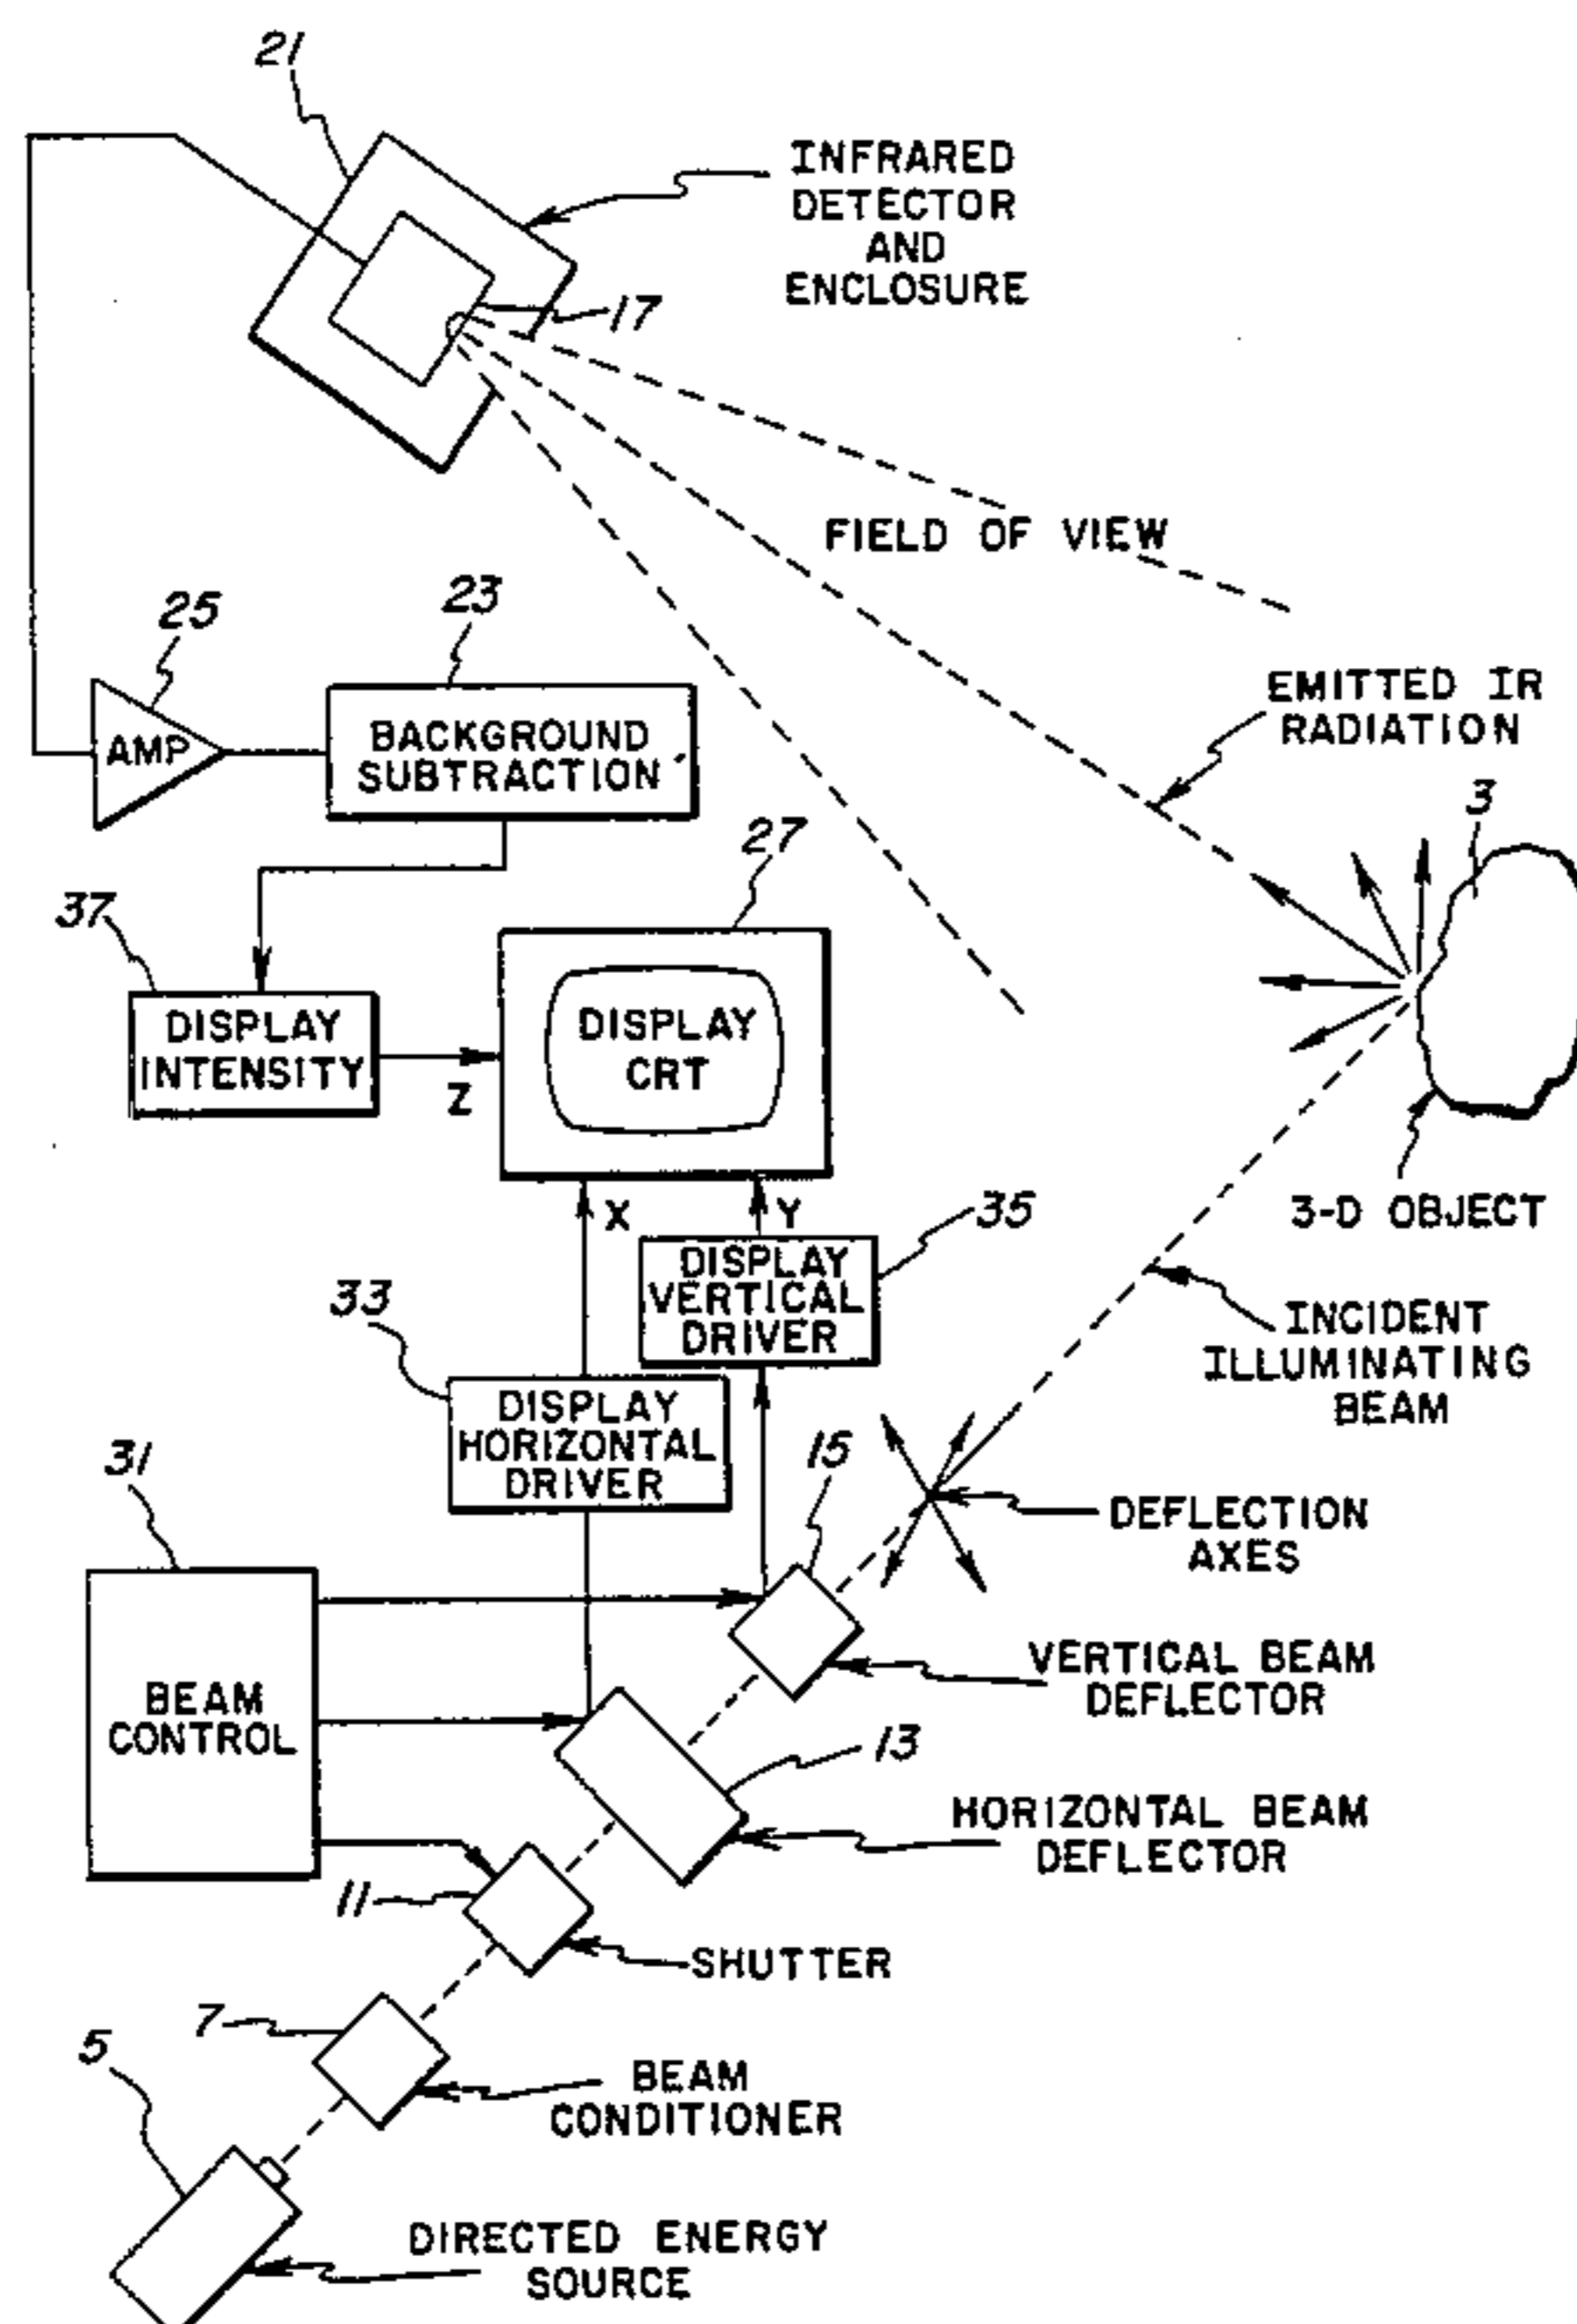 21
INFRARED
DETECTOR
AND
ENCLOSURE
17
FIELD OF VIEW
23
25
EMITTED IR
RADIATION
AMP
BACKGROUND
SUBTRACTION
3
27
37
DISPLAY
INTENSITY
Z
DISPLAY
CRT
X
Y
35
3-D OBJECT
DISPLAY
VERTICAL
DRIVER
33
INCIDENT
ILLUMINATING
BEAM
DISPLAY
HORIZONTAL
DRIVER
31
15
DEFLECTION
AXES
BEAM
CONTROL
VERTICAL BEAM
DEFLECTOR
13
HORIZONTAL BEAM
DEFLECTOR
11
SHUTTER
7
5
BEAM
CONDITIONER
DIRECTED ENERGY
SOURCE